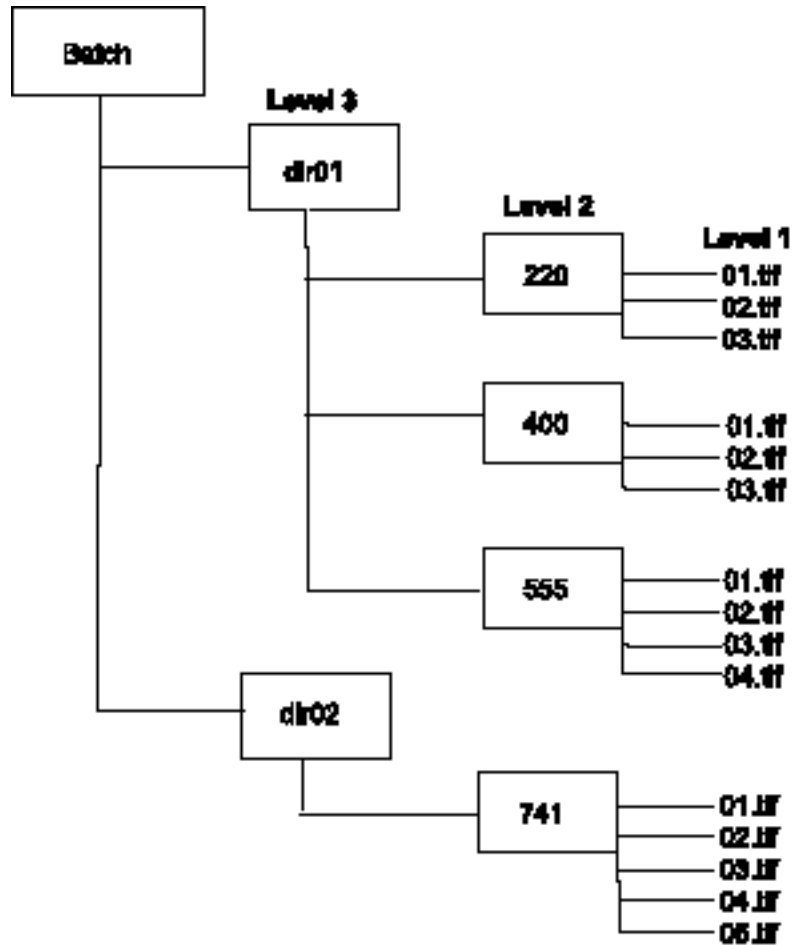 Batch
Level 3
dir01
Level 2
Level 1
220
01.tif
02.tif
03.tif
400
01.tif
02.tif
03.tif
555
01.tif
02.tif
03.tif
04.tif
dir02
741
01.tif
02.tif
03.tif
04.tif
05.tif